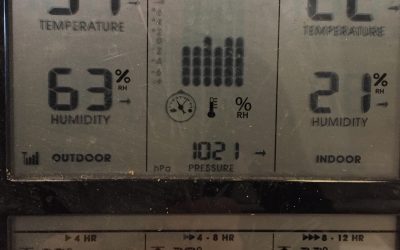 TEMPERATURE
TEMPERATURE
63 % RH
21 % RH
% RH
HUMIDITY
HUMIDITY
OUTDOOR
1021
INDOOR
hPa PRESSURE
4 HR
4 - 8 HR
8 - 12 HR